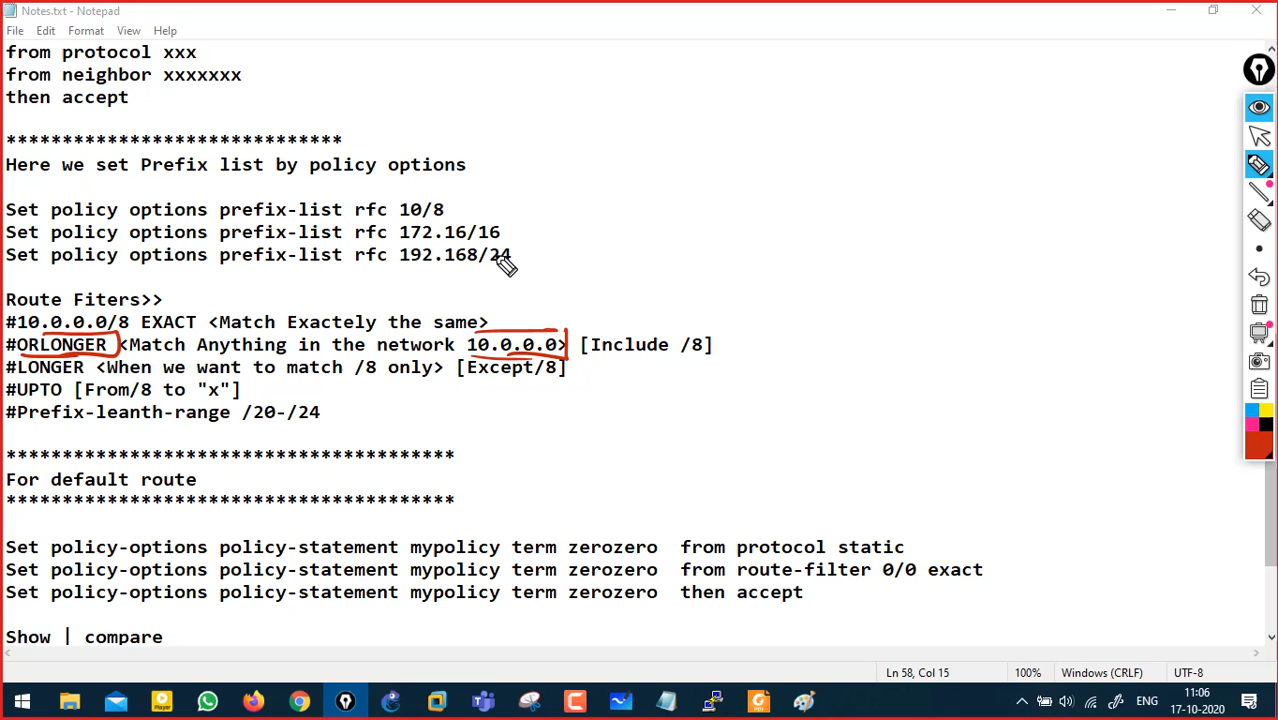 Notes.txt - Notepad
File Edit Format View Help
from protocol xxx
from neighbor xxxxxxx
then accept
******************************
Here we set Prefix list by policy options
Set policy options prefix-list rfc 10/8
Set policy options prefix-list rfc 172.16/16
Set policy options prefix-list rfc 192.168/24
Route Fiters>>
#10.0.0.0/8 EXACT <Match Exactely the same>
#ORLONGER <Match Anything in the network 10.0.0.0> [Include /8]
#LONGER <When we want to match /8 only> [Except/8]
#UPTO [From/8 to "x"]
#Prefix-leanth-range /20-/24
****************************************
For default route
****************************************
Set policy-options policy-statement mypolicy term zerozero  from protocol static
Set policy-options policy-statement mypolicy term zerozero  from route-filter 0/0 exact
Set policy-options policy-statement mypolicy term zerozero  then accept
Show | compare
Ln 58, Col 15 100% Windows (CRLF) UTF-8
Player PDF ENG 11:06
17-10-2020